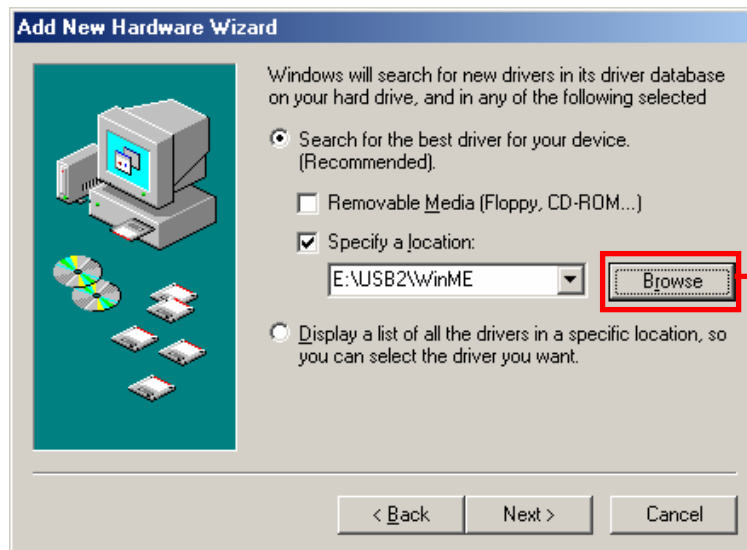 Add New Hardware Wizard
Windows will search for new drivers in its driver database
on your hard drive, and in any of the following selected
Search for the best driver for your device.
(Recommended).
Removable Media (Floppy, CD-ROM...)
Specify a location:
E:\USB2\WinME
Browse
Display a list of all the drivers in a specific location, so
you can select the driver you want.
< Back
Next >
Cancel